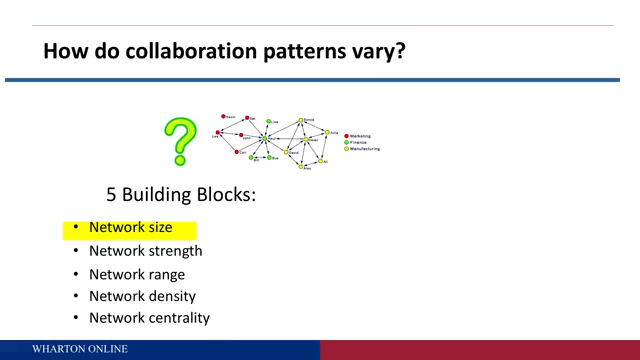 How do collaboration patterns vary?
Marketing
Finance
Manufacturing
5 Building Blocks:
• Network size
• Network strength
• Network range
• Network density
• Network centrality
WHARTON ONLINE